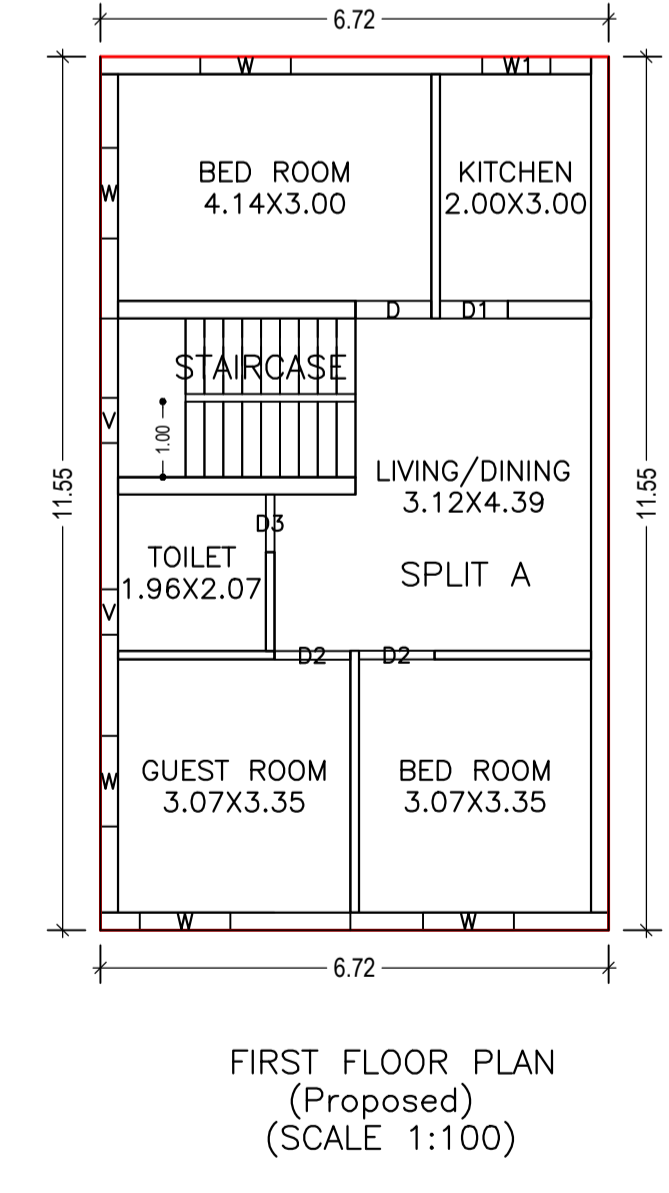 6.72
W W1
W
BED ROOM
4.14X3.00
KITCHEN
2.00X3.00
D D1
STAIRCASE
V
1.00
11.55
11.55
LIVING/DINING
3.12X4.39
D3
TOILET
1.96X2.07
SPLIT A
V
D2 D2
W
GUEST ROOM
3.07X3.35
BED ROOM
3.07X3.35
W W
6.72
FIRST FLOOR PLAN
(Proposed)
(SCALE 1:100)